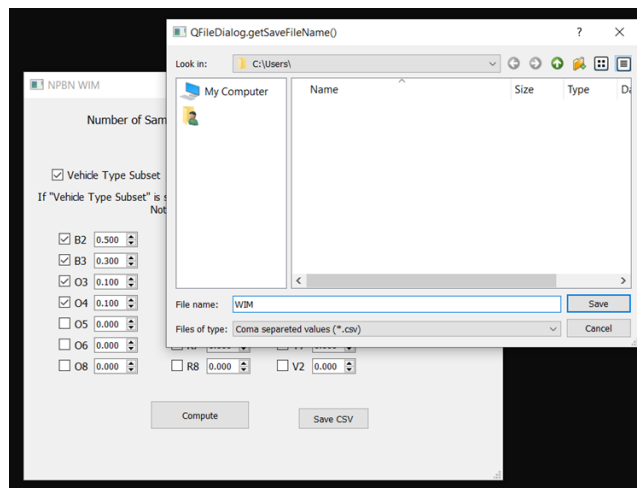 QFileDialog.getSaveFileName()
Look in: C:\Users\
My Computer
Name Size Type
File name: WIM Save
Files of type: Coma separeted values (*.csv) Cancel
NPBN WIM
Number of Sam
Vehicle Type Subset
If "Vehicle Type Subset" is
Not
B2 0.500
B3 0.300
O3 0.100
O4 0.100
O5 0.000
O6 0.000
O8 0.000 R8 0.000 V2 0.000
Compute Save CSV